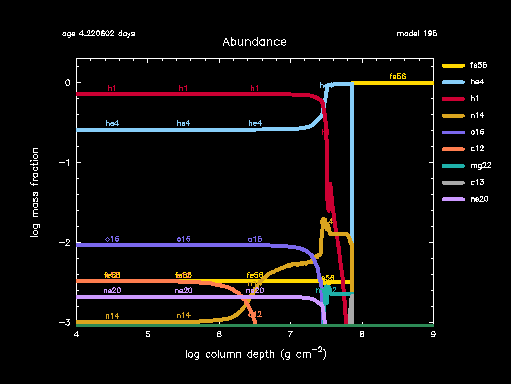 age 4.220602 days
model 196
Abundance
log mass fraction
0
−1
−2
−3
4
5
6
7
8
9
log column depth (g cm−2)
h1 h1 h1
he4 he4 he4
fe56
o16 o16 o16
fe56 fe56 fe56
ne20 ne20 ne20
n14 n14
c12
fe56
he4
h1
n14
o16
c12
mg22
c13
ne20